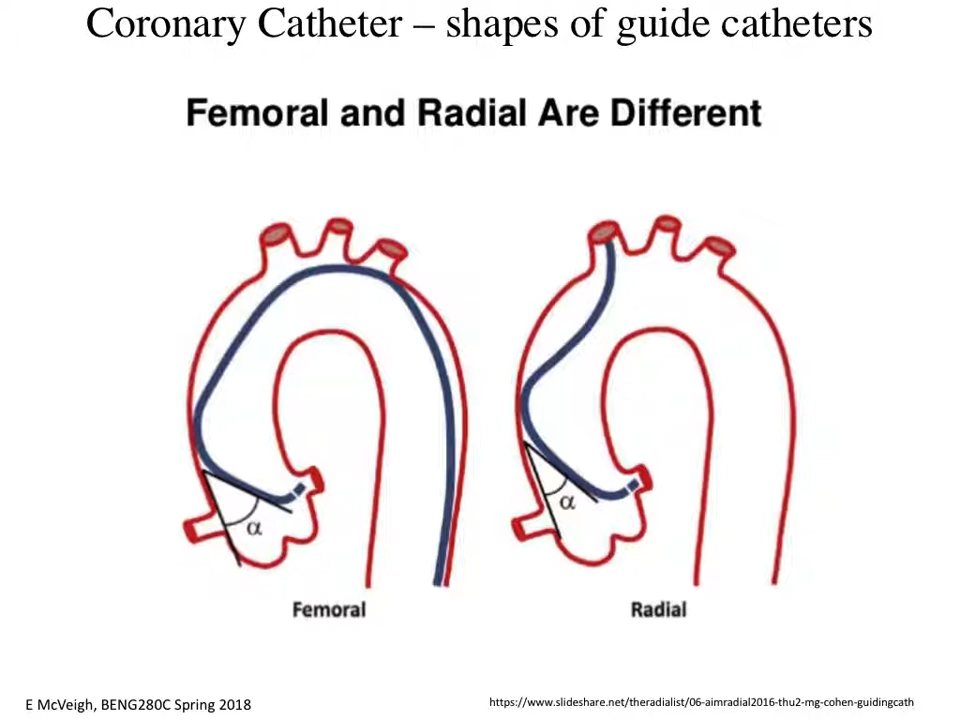 Coronary Catheter – shapes of guide catheters
Femoral and Radial Are Different
α
α
Femoral
Radial
E McVeigh, BENG280C Spring 2018
https://www.slideshare.net/theradialist/06-aimradial2016-thu2-mg-cohen-guidingcath